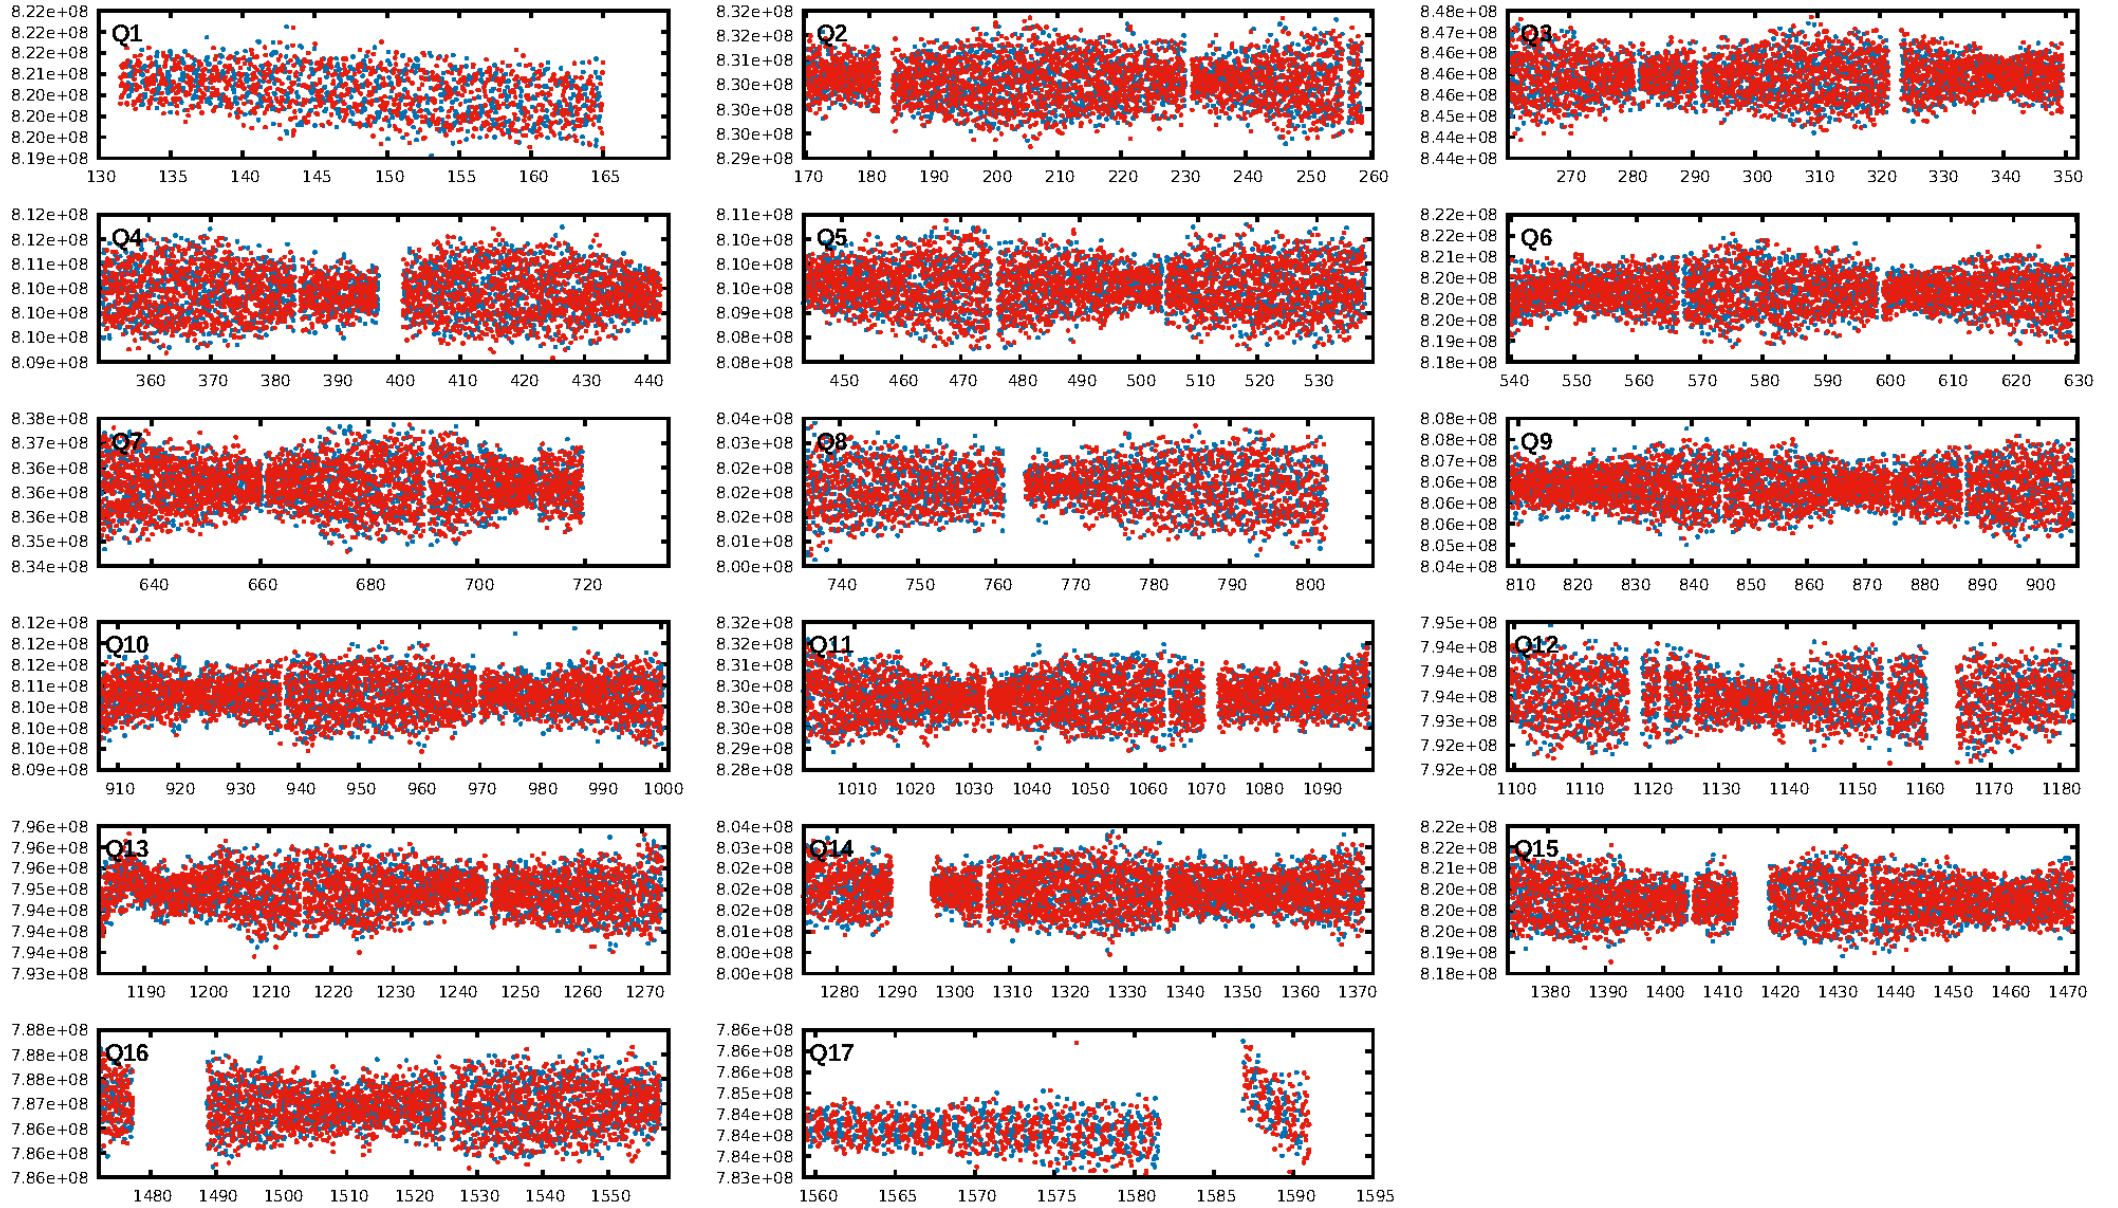 8.22e+08 8.22e+08 8.22e+08 8.21e+08 8.20e+08 8.20e+08 8.20e+08 8.19e+08
Q1
130 135 140 145 150 155 160 165
8.32e+08 8.32e+08 8.31e+08 8.30e+08 8.30e+08 8.30e+08 8.29e+08
Q2
170 180 190 200 210 220 230 240 250 260
8.48e+08 8.47e+08 8.46e+08 8.46e+08 8.46e+08 8.45e+08 8.44e+08 8.44e+08
Q3
270 280 290 300 310 320 330 340 350
8.12e+08 8.12e+08 8.11e+08 8.10e+08 8.10e+08 8.10e+08 8.09e+08
Q4
360 370 380 390 400 410 420 430 440
8.11e+08 8.10e+08 8.10e+08 8.10e+08 8.09e+08 8.08e+08 8.08e+08
Q5
450 460 470 480 490 500 510 520 530
8.22e+08 8.22e+08 8.21e+08 8.20e+08 8.20e+08 8.20e+08 8.19e+08 8.18e+08
Q6
540 550 560 570 580 590 600 610 620 630
8.38e+08 8.37e+08 8.36e+08 8.36e+08 8.36e+08 8.35e+08 8.34e+08
Q7
640 660 680 700 720
8.04e+08 8.03e+08 8.02e+08 8.02e+08 8.02e+08 8.01e+08 8.00e+08
Q8
740 750 760 770 780 790 800
8.08e+08 8.08e+08 8.07e+08 8.06e+08 8.06e+08 8.06e+08 8.05e+08 8.04e+08
Q9
810 820 830 840 850 860 870 880 890 900
8.12e+08 8.12e+08 8.12e+08 8.11e+08 8.10e+08 8.10e+08 8.10e+08 8.09e+08
Q10
910 920 930 940 950 960 970 980 990 1000
8.32e+08 8.32e+08 8.31e+08 8.30e+08 8.30e+08 8.30e+08 8.29e+08 8.28e+08
Q11
1010 1020 1030 1040 1050 1060 1070 1080 1090
7.95e+08 7.94e+08 7.94e+08 7.94e+08 7.93e+08 7.92e+08 7.92e+08
Q12
1100 1110 1120 1130 1140 1150 1160 1170 1180
7.96e+08 7.96e+08 7.96e+08 7.95e+08 7.94e+08 7.94e+08 7.94e+08 7.93e+08
Q13
1190 1200 1210 1220 1230 1240 1250 1260 1270
8.04e+08 8.03e+08 8.02e+08 8.02e+08 8.02e+08 8.01e+08 8.00e+08 8.00e+08
Q14
1280 1290 1300 1310 1320 1330 1340 1350 1360 1370
8.22e+08 8.22e+08 8.21e+08 8.20e+08 8.20e+08 8.20e+08 8.19e+08 8.18e+08
Q15
1380 1390 1400 1410 1420 1430 1440 1450 1460 1470
7.88e+08 7.88e+08 7.88e+08 7.87e+08 7.86e+08 7.86e+08 7.86e+08
Q16
1480 1490 1500 1510 1520 1530 1540 1550
7.86e+08 7.86e+08 7.86e+08 7.85e+08 7.84e+08 7.84e+08 7.84e+08 7.83e+08
Q17
1560 1565 1570 1575 1580 1585 1590 1595